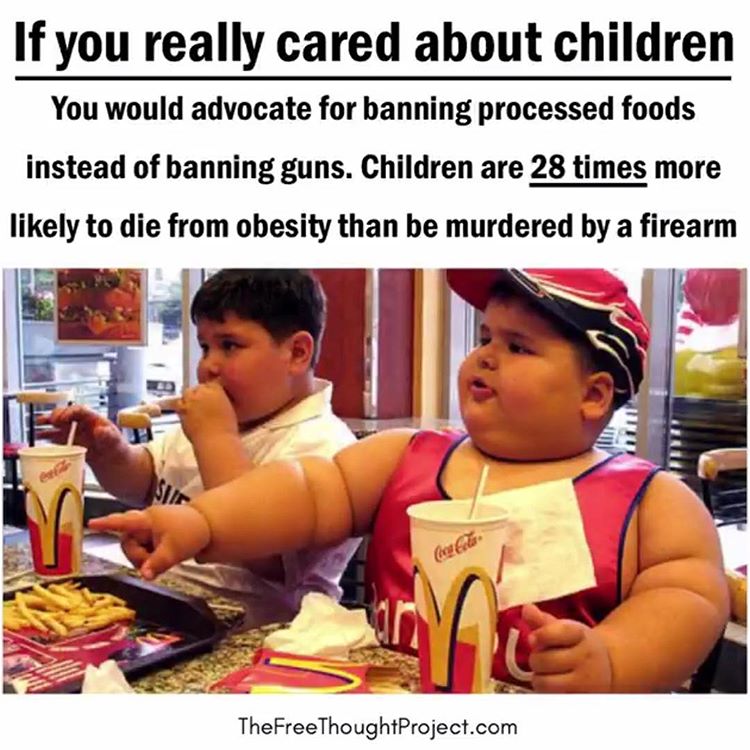 If you really cared about children
You would advocate for banning processed foods
instead of banning guns. Children are 28 times more
likely to die from obesity than be murdered by a firearm
Coca-Cola
Coca-Cola
TheFreeThoughtProject.com